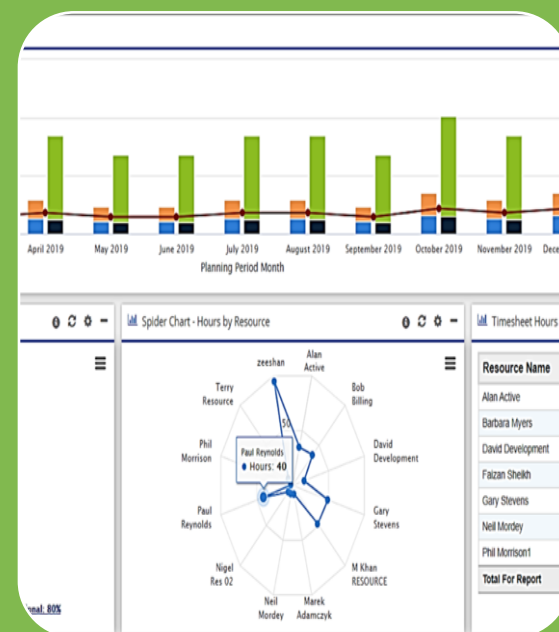 April 2019
May 2019
June 2019
July 2019
August 2019
September 2019
October 2019
November 2019
Dece
Planning Period Month
Spider Chart - Hours by Resource
Timesheet Hours
zeeshan
Alan
Active
Terry
Resource
Bob
Billing
50
Phil
Morrison
Paul Reynolds
Hours: 40
David
Development
Paul
Reynolds
Gary
Stevens
Nigel
Res 02
M Khan
RESOURCE
Neil
Mordey
Marek
Adamczyk
Resource Name
Alan Active
Barbara Myers
David Development
Faizan Sheikh
Gary Stevens
Neil Mordey
Phil Morrison1
Total For Report
onal: 80%